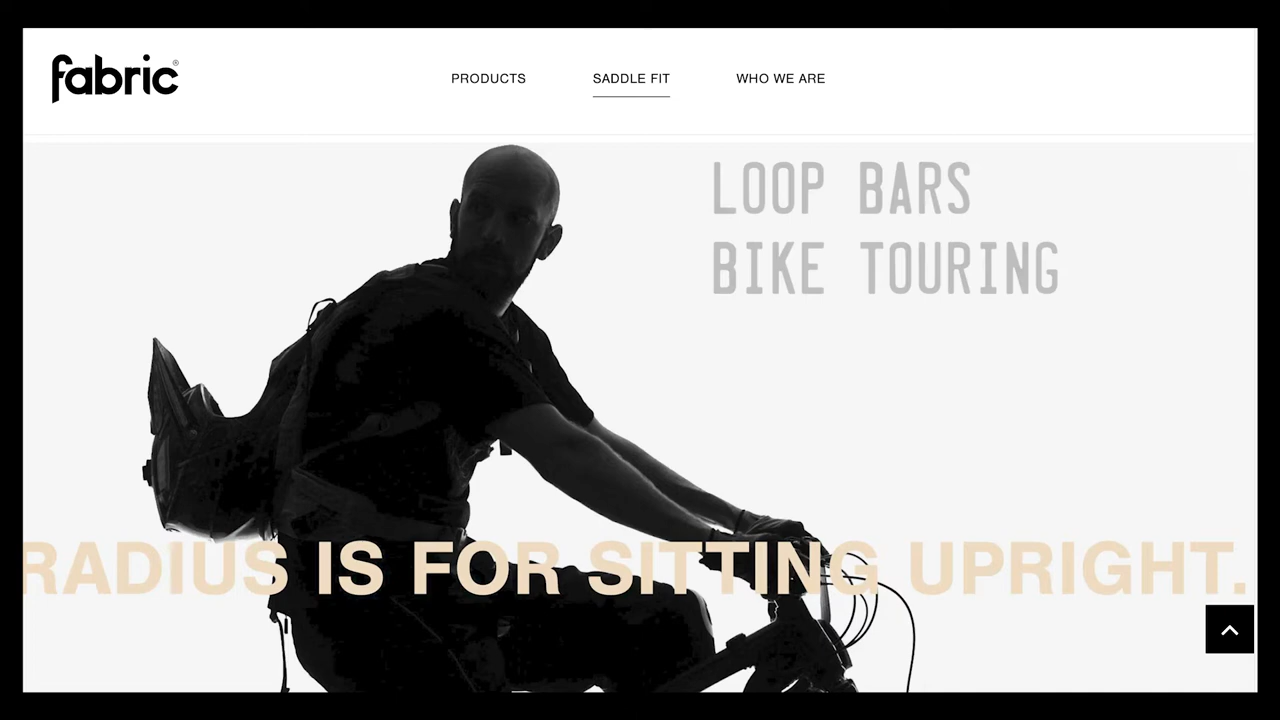 fabric®
PRODUCTS
SADDLE FIT
WHO WE ARE
LOOP BARS
BIKE TOURING
RADIUS IS FOR SITTING UPRIGHT.